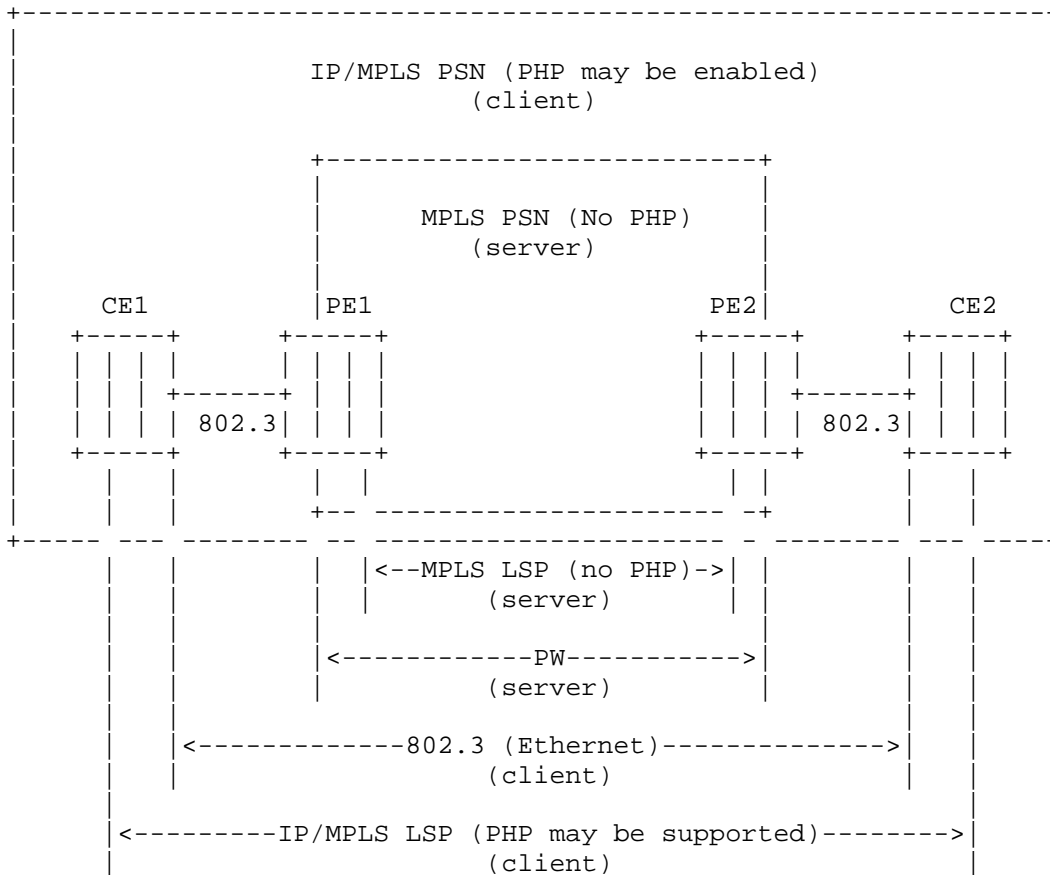 IP/MPLS PSN (PHP may be enabled)
(client)
MPLS PSN (No PHP)
(server)
CE1 PE1 PE2 CE2
802.3 802.3
<--MPLS LSP (no PHP)->
(server)
<------------PW----------->
(server)
<-------------802.3 (Ethernet)-------------->
(client)
<---------IP/MPLS LSP (PHP may be supported)-------->
(client)